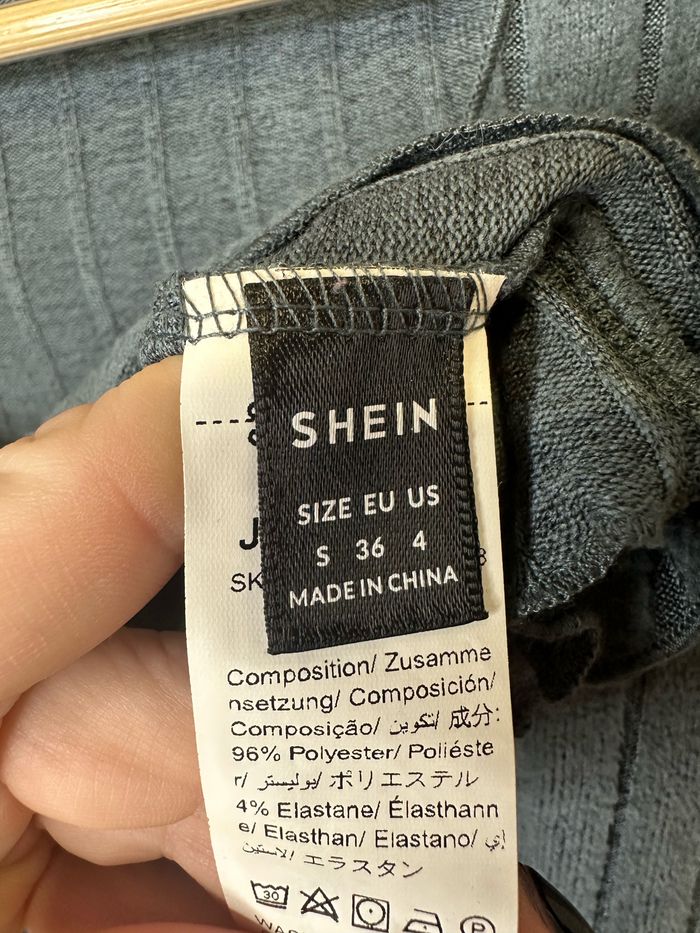 SHEIN
SIZE EU US
S 36 4
MADE IN CHINA
SK
Composition/ Zusamme
nsetzung/ Composición/
Composição/ تكوين/ 成分:
96% Polyester/ Poliéste
r/ بوليستر/ ポリエステル
4% Elastane/ Élasthann
e/ Elasthan/ Elastano/ إي
لاستين/ エラスタン
30
P